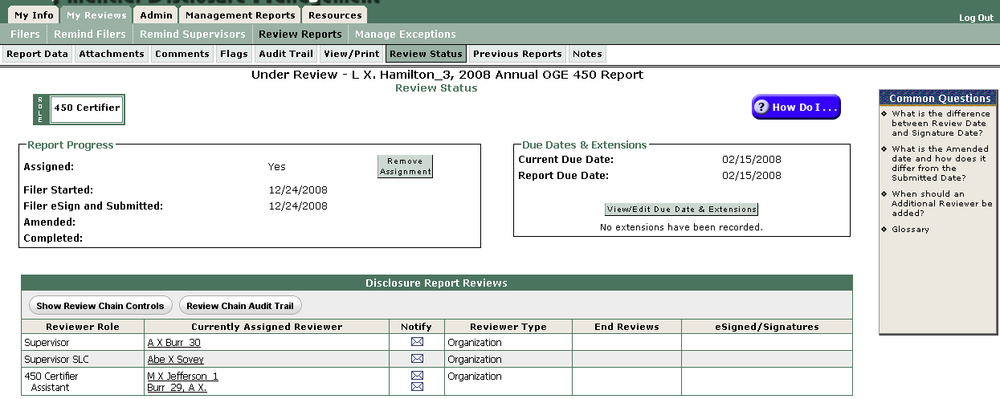 Financial Disclosure Management
My Info My Reviews Admin Management Reports Resources Log Out
Filers Remind Filers Remind Supervisors Review Reports Manage Exceptions
Report Data Attachments Comments Flags Audit Trail View/Print Review Status Previous Reports Notes
Under Review - L X. Hamilton_3, 2008 Annual OGE 450 Report
Review Status
ROLE 450 Certifier
? How Do I...
Common Questions
What is the difference
between Review Date
and Signature Date?
What is the Amended
date and how does it
differ from the
Submitted Date?
When should an
Additional Reviewer be
added?
Glossary
Report Progress
Assigned: Yes
Remove
Assignment
Filer Started: 12/24/2008
Filer eSign and Submitted: 12/24/2008
Amended:
Completed:
Due Dates & Extensions
Current Due Date: 02/15/2008
Report Due Date: 02/15/2008
View/Edit Due Date & Extensions
No extensions have been recorded.
Disclosure Report Reviews
Show Review Chain Controls Review Chain Audit Trail
Reviewer Role Currently Assigned Reviewer Notify Reviewer Type End Reviews eSigned/Signatures
Supervisor A X Burr_30 Organization
Supervisor SLC Abe X Sovey Organization
450 Certifier M X Jefferson_1 Organization
Assistant Burr_29, A X.